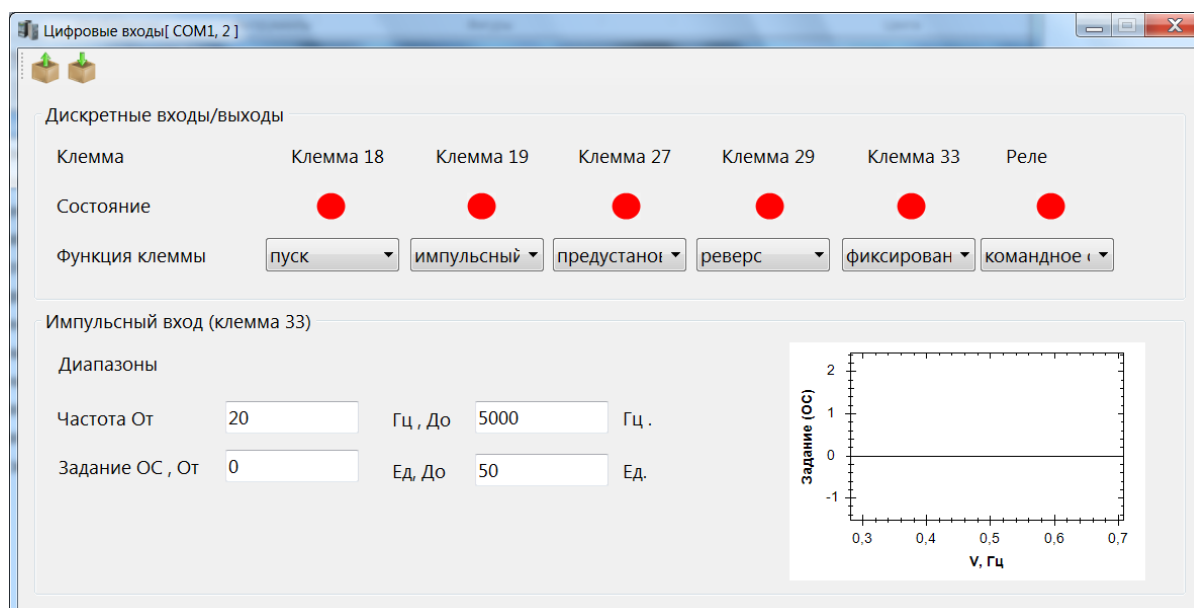 Цифровые входы[ COM1, 2 ]
Дискретные входы/выходы
Клемма Клемма 18 Клемма 19 Клемма 27 Клемма 29 Клемма 33 Реле
Состояние
Функция клеммы пуск импульсный предустанов реверс фиксирован командное
Импульсный вход (клемма 33)
Диапазоны
Частота От 20 Гц , До 5000 Гц .
Задание ОС , От 0 Ед, До 50 Ед.
Задание (ОС)
2
1
0
-1
0,3 0,4 0,5 0,6 0,7
V, Гц